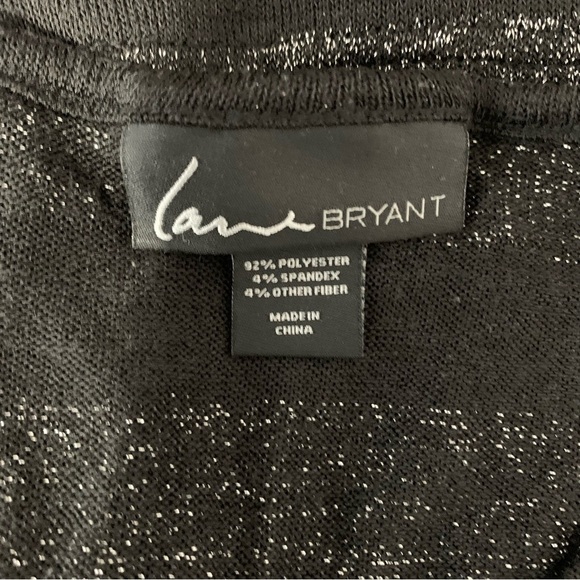 Lane BRYANT
92% POLYESTER
4% SPANDEX
4% OTHER FIBER
MADE IN
CHINA